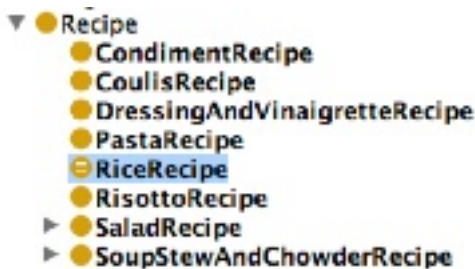 Recipe
CondimentRecipe
CoulisRecipe
DressingAndVinaigretteRecipe
PastaRecipe
RiceRecipe
RisottoRecipe
SaladRecipe
SoupStewAndChowderRecipe